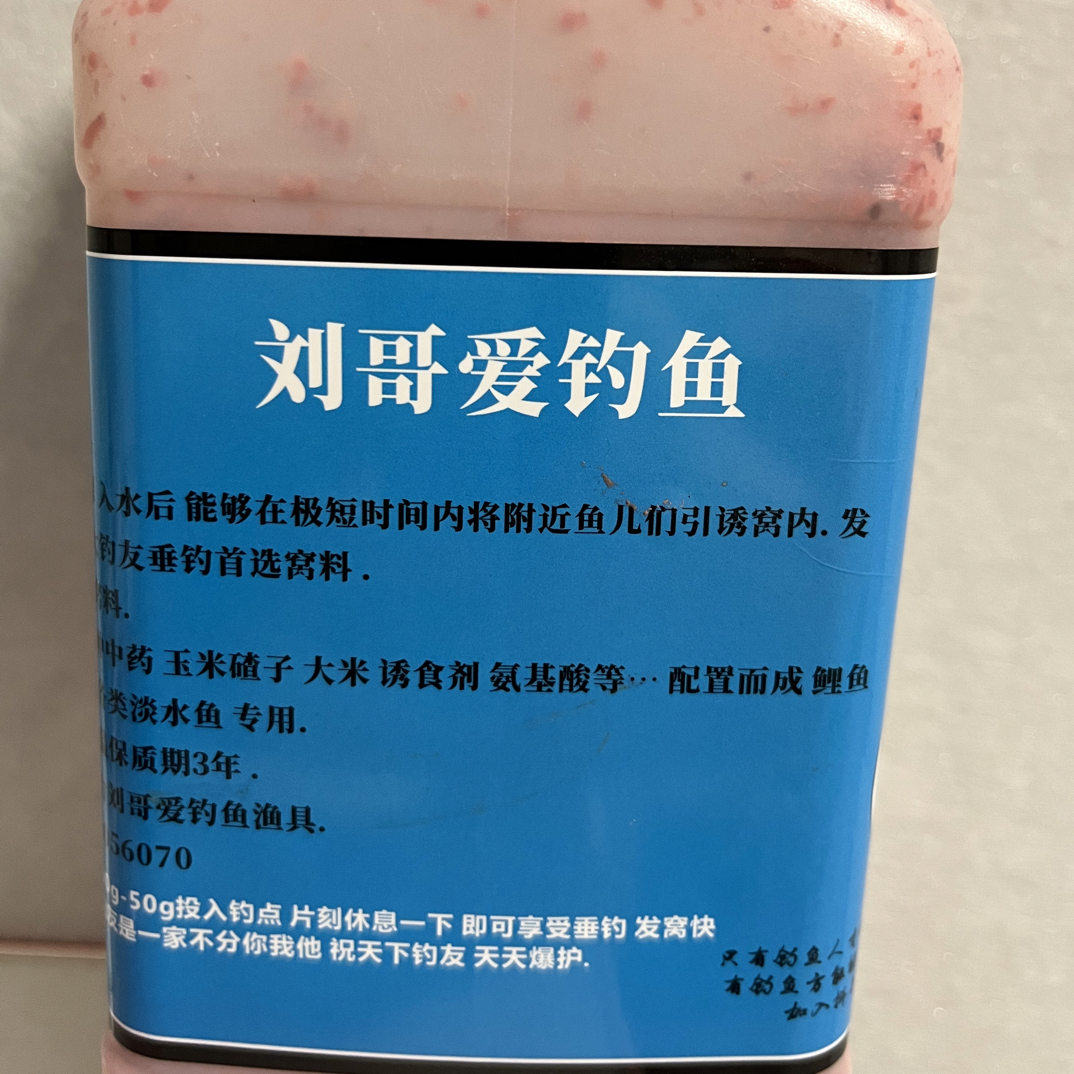 刘哥爱钓鱼
入水后 能够在极短时间内将附近鱼儿们引诱窝内. 发
钓友垂钓首选窝料.
料.
中药 玉米碴子 大米 诱食剂 氨基酸等… 配置而成 鲤鱼
类淡水鱼 专用.
保质期3年.
刘哥爱钓鱼渔具.
56070
g-50g投入钓点 片刻休息一下 即可享受垂钓 发窝快
是一家不分你我他 祝天下钓友 天天爆护.
只有钓鱼人
有钓鱼方
加入